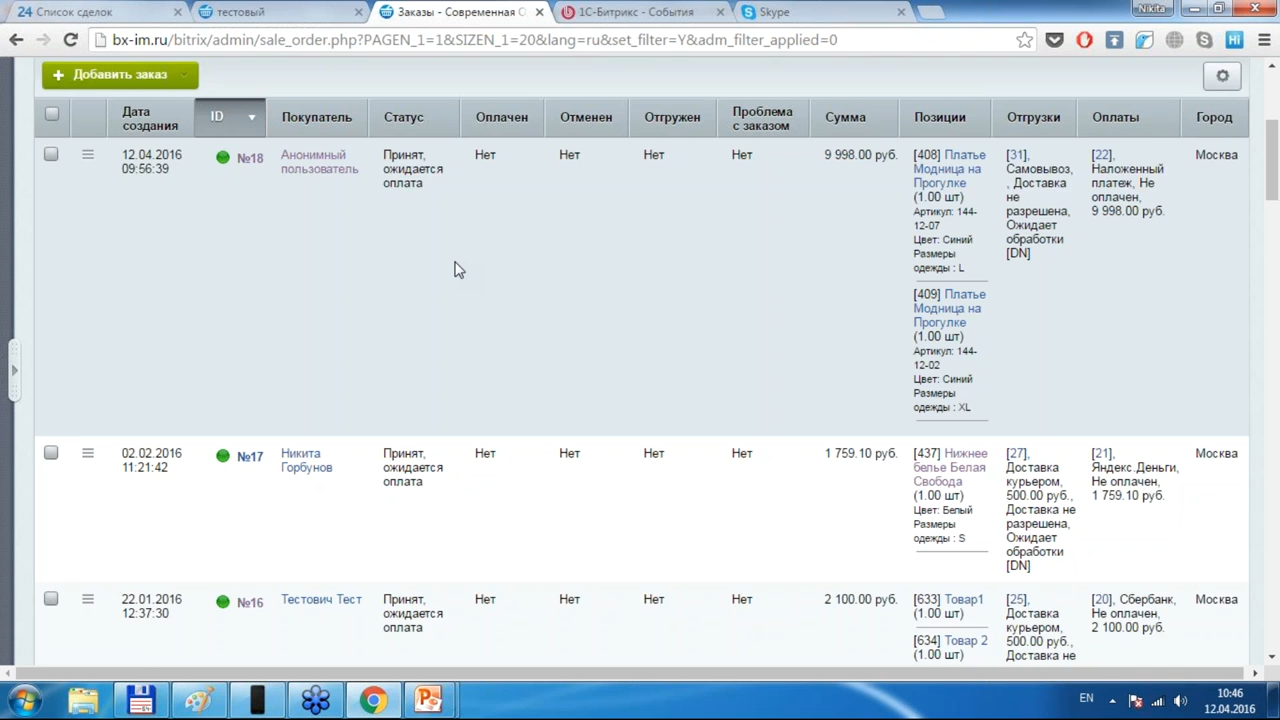 24 Список сделок
тестовый
Заказы - Современная С
1С-Битрикс - События
Skype
Nikita
bx-im.ru/bitrix/admin/sale_order.php?PAGEN_1=1&SIZEN_1=20&lang=ru&set_filter=Y&adm_filter_applied=0
Hi
+ Добавить заказ
Дата создания
ID
Покупатель
Статус
Оплачен
Отменен
Отгружен
Проблема с заказом
Сумма
Позиции
Отгрузки
Оплаты
Город
12.04.2016
09:56:39
№18
Анонимный
пользователь
Принят,
ожидается
оплата
Нет
Нет
Нет
Нет
9 998.00 руб.
[408] Платье
Модница на
Прогулке
(1.00 шт)
Артикул: 144-
12-07
Цвет: Синий
Размеры
одежды : L
[409] Платье
Модница на
Прогулке
(1.00 шт)
Артикул: 144-
12-02
Цвет: Синий
Размеры
одежды : XL
[31],
Самовывоз,
, Доставка
не
разрешена,
Ожидает
обработки
[DN]
[22],
Наложенный
платеж, Не
оплачен,
9 998.00 руб.
Москва
02.02.2016
11:21:42
№17
Никита
Горбунов
Принят,
ожидается
оплата
Нет
Нет
Нет
Нет
1 759.10 руб.
[437] Нижнее
белье Белая
Свобода
(1.00 шт)
Цвет: Белый
Размеры
одежды : S
[27],
Доставка
курьером,
500.00 руб.,
Доставка не
разрешена,
Ожидает
обработки
[DN]
[21],
Яндекс.Деньги,
Не оплачен,
1 759.10 руб.
Москва
22.01.2016
12:37:30
№16
Тестович Тест
Принят,
ожидается
оплата
Нет
Нет
Нет
Нет
2 100.00 руб.
[633] Товар1
(1.00 шт)
[634] Товар 2
(1.00 шт)
[25],
Доставка
курьером,
500.00 руб.,
Доставка не
[20], Сбербанк,
Не оплачен,
2 100.00 руб.
Москва
EN
10:46
12.04.2016